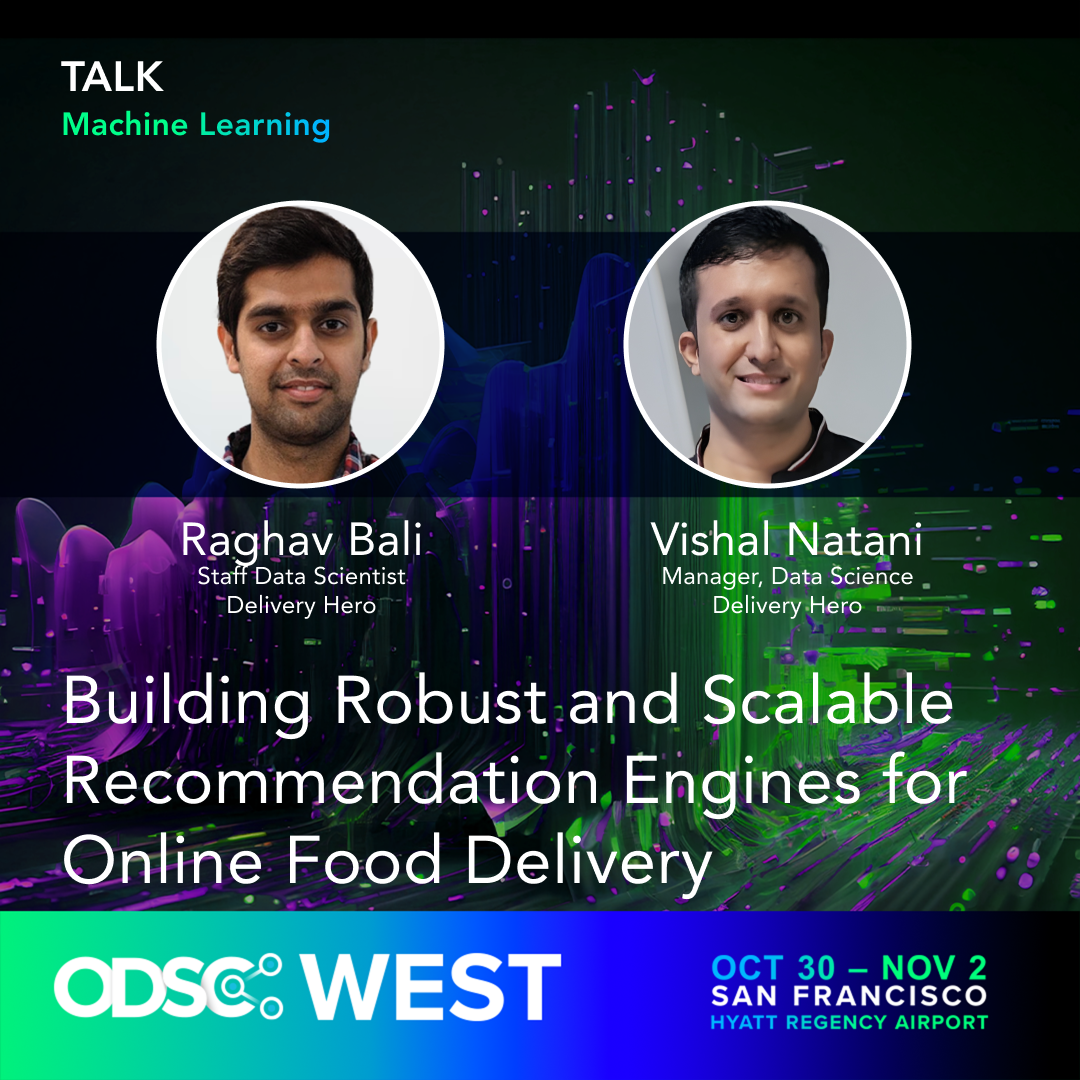 TALK
Machine Learning
Raghav Bali
Staff Data Scientist
Delivery Hero
Vishal Natani
Manager, Data Science
Delivery Hero
Building Robust and Scalable
Recommendation Engines for
Online Food Delivery
ODSC WEST
OCT 30 – NOV 2
SAN FRANCISCO
HYATT REGENCY AIRPORT